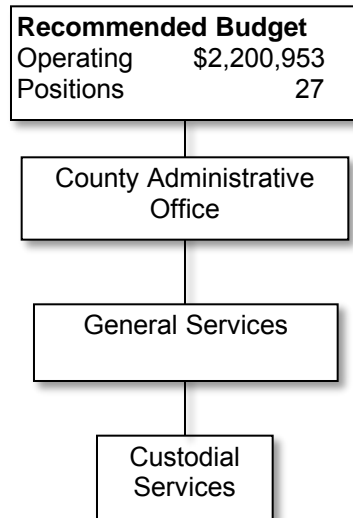 Recommended Budget
Operating $2,200,953
Positions 27
County Administrative
Office
General Services
Custodial
Services